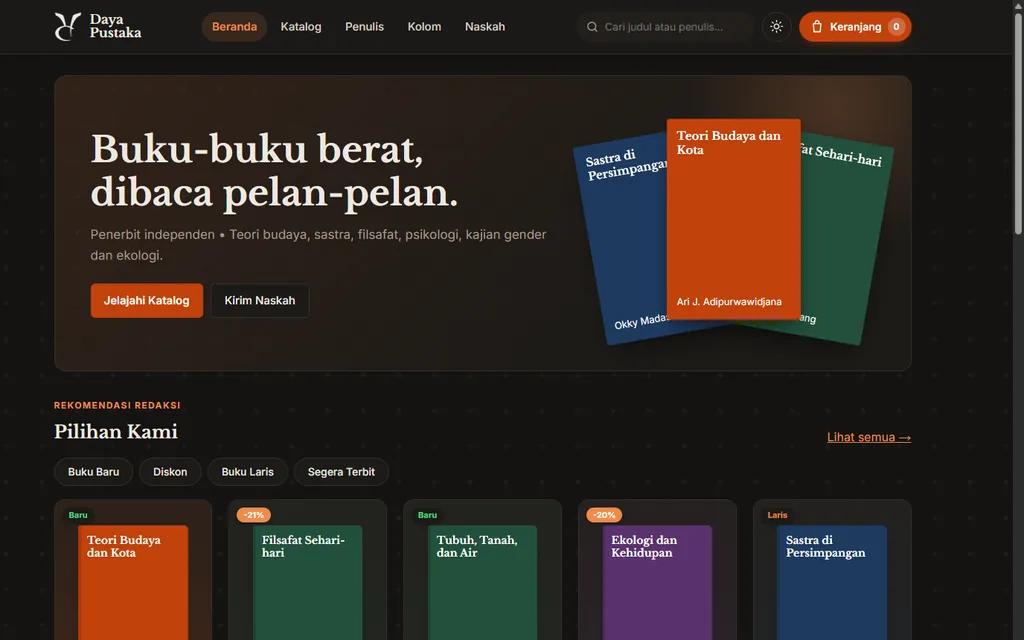 Daya
Pustaka
Beranda
Katalog
Penulis
Kolom
Naskah
Cari judul atau penulis...
Keranjang 0
Buku-buku berat,
dibaca pelan-pelan.
Penerbit independen • Teori budaya, sastra, filsafat, psikologi, kajian gender
dan ekologi.
Jelajahi Katalog
Kirim Naskah
Sastra di
Persimpangan
Okky Mada
Teori Budaya dan
Kota
Ari J. Adipurwawidjana
fat Sehari-hari
ang
REKOMENDASI REDAKSI
Pilihan Kami
Lihat semua →
Buku Baru
Diskon
Buku Laris
Segera Terbit
Baru
Teori Budaya
dan Kota
-21%
Filsafat Sehari-
hari
Baru
Tubuh, Tanah,
dan Air
-20%
Ekologi dan
Kehidupan
Laris
Sastra di
Persimpangan